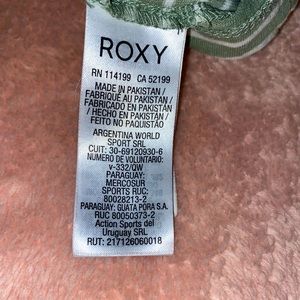 ROXY
RN 114199 CA 52199
MADE IN PAKISTAN /
FABRIQUÉ AU PAKISTAN /
FABRICADO EN PAKISTÁN
/ HECHO EN PAKISTÁN /
FEITO NO PAQUISTÃO
ARGENTINA WORLD
SPORT SRL
CUIT: 30-69120930-6
NUMERO DE VOLUNTARIO:
v-332/QW
PARAGUAY:
MERCOSUR
SPORTS RUC:
80028213-2
PARAGUAY: GUATA PORA S.A.
RUC 80050373-2
Action Sports del
Uruguay SRL
RUT: 217126060018